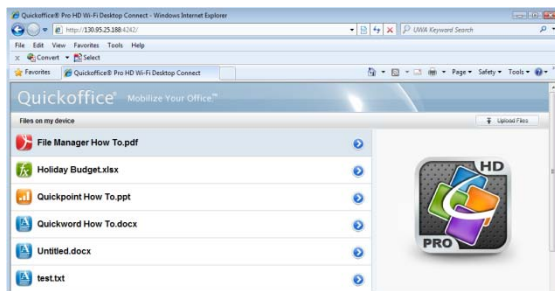 Quickoffice® Pro HD Wi-Fi Desktop Connect - Windows Internet Explorer
http://130.95.25.188:4242/
UWA Keyword Search
File Edit View Favorites Tools Help
x Convert Select
Favorites Quickoffice® Pro HD Wi-Fi Desktop Connect Page Safety Tools
Quickoffice® Mobilize Your Office.™
Files on my device Upload Files
File Manager How To.pdf
Holiday Budget.xlsx
Quickpoint How To.ppt
Quickword How To.docx
Untitled.docx
test.txt
HD
PRO